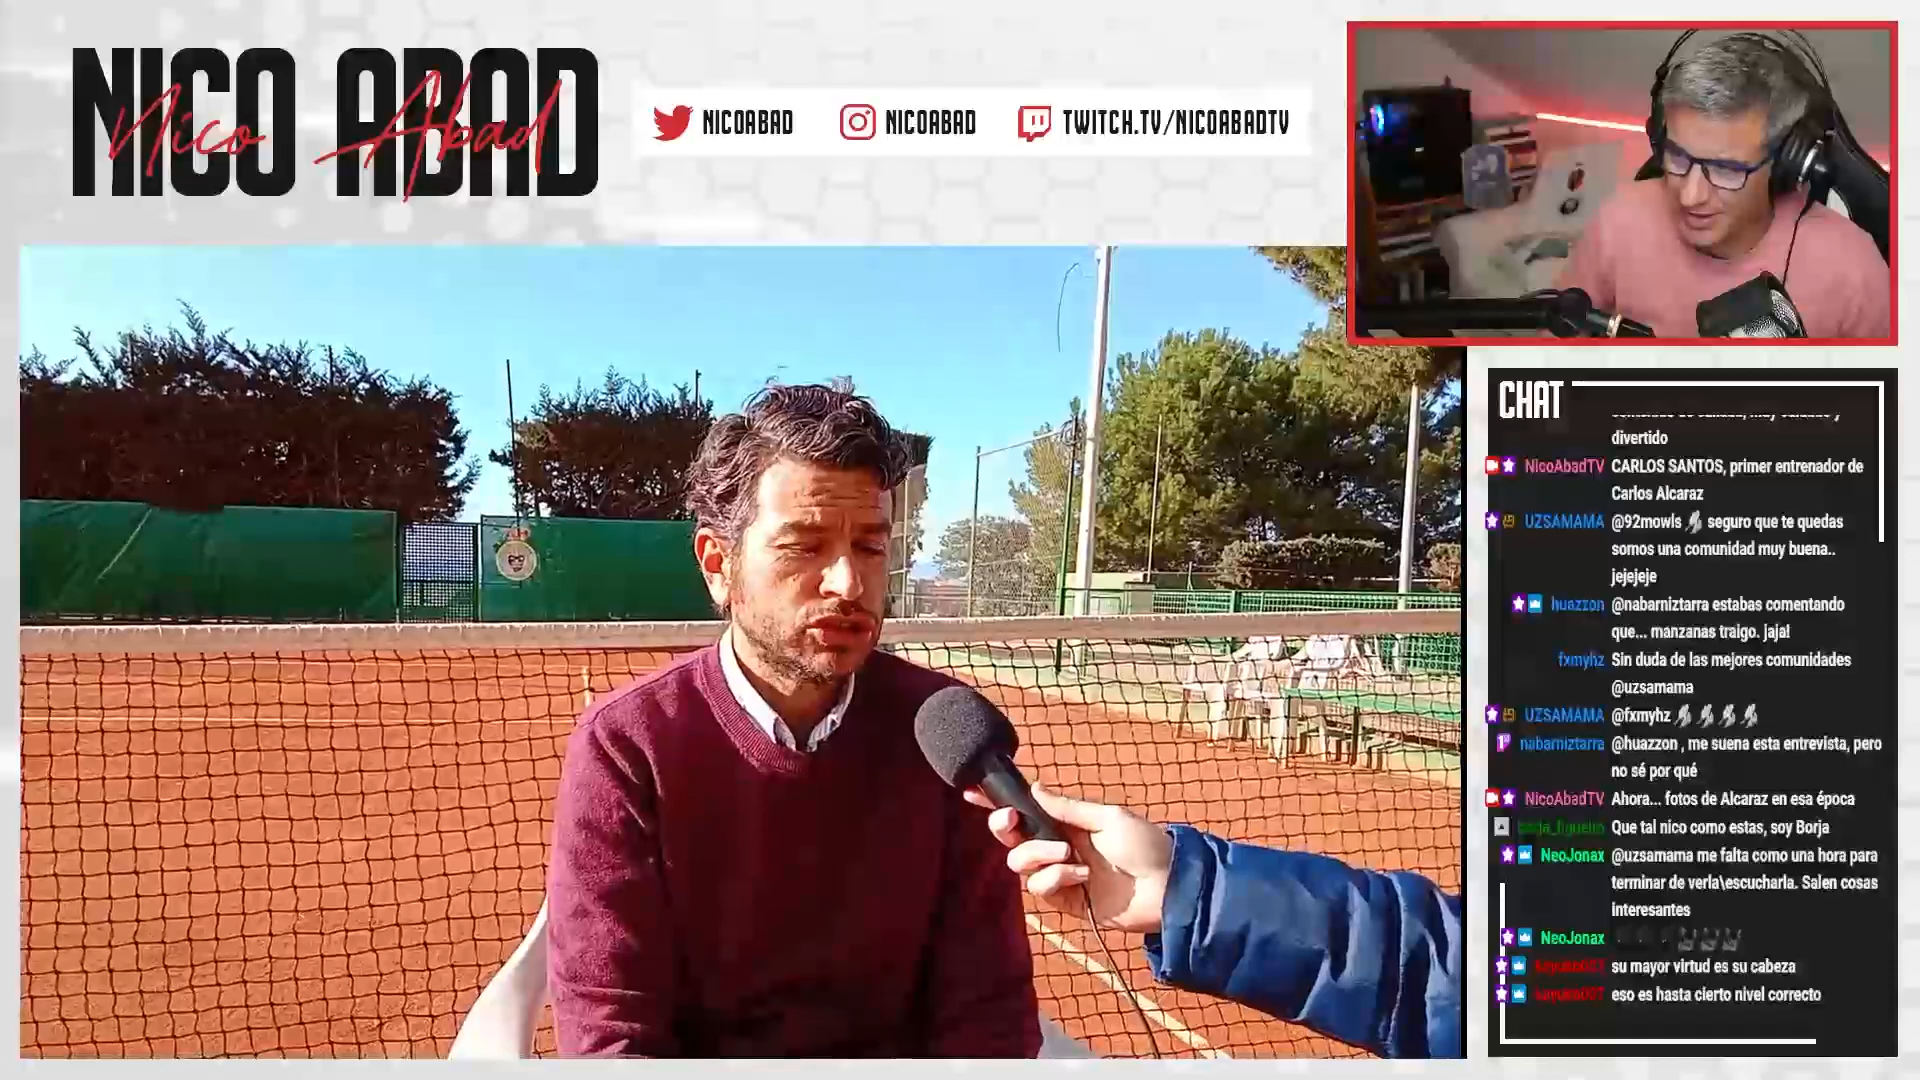 NICO ABAD
Nico Abad
NICOABAD
NICOABAD
TWITCH.TV/NICOABADTV
CHAT
divertido
NicoAbadTV CARLOS SANTOS, primer entrenador de
Carlos Alcaraz
UZSAMAMA @92mowls seguro que te quedas
somos una comunidad muy buena..
jejejeje
huazzon @nabarniztarra estabas comentando
que... manzanas traigo. jaja!
fxmyhz Sin duda de las mejores comunidades
@uzsamama
UZSAMAMA @fxmyhz
nabarniztarra @huazzon , me suena esta entrevista, pero
no sé por qué
NicoAbadTV Ahora... fotos de Alcaraz en esa época
Que tal nico como estas, soy Borja
NeoJonax @uzsamama me falta como una hora para
terminar de verla\escucharla. Salen cosas
interesantes
NeoJonax
su mayor virtud es su cabeza
eso es hasta cierto nivel correcto